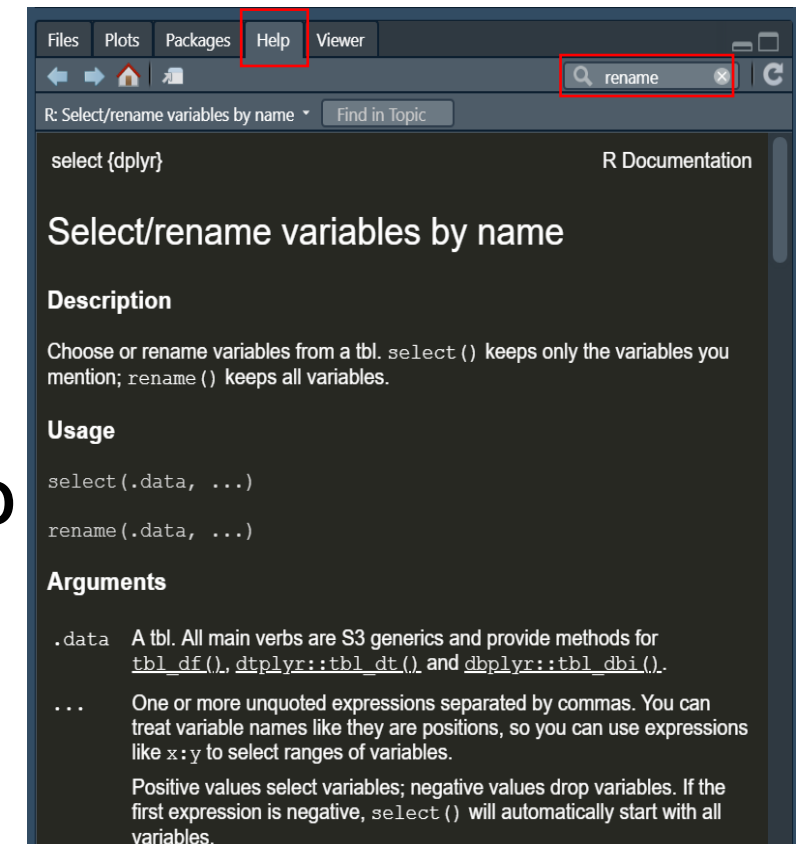 Files Plots Packages Help Viewer
rename
R: Select/rename variables by name Find in Topic
select {dplyr} R Documentation
Select/rename variables by name
Description
Choose or rename variables from a tbl. select() keeps only the variables you
mention; rename() keeps all variables.
Usage
select(.data, ...)
rename(.data, ...)
Arguments
.data A tbl. All main verbs are S3 generics and provide methods for
tbl_df(), dtplyr::tbl_dt() and dbplyr::tbl_dbi().
... One or more unquoted expressions separated by commas. You can
treat variable names like they are positions, so you can use expressions
like x:y to select ranges of variables.
Positive values select variables; negative values drop variables. If the
first expression is negative, select() will automatically start with all
variables.